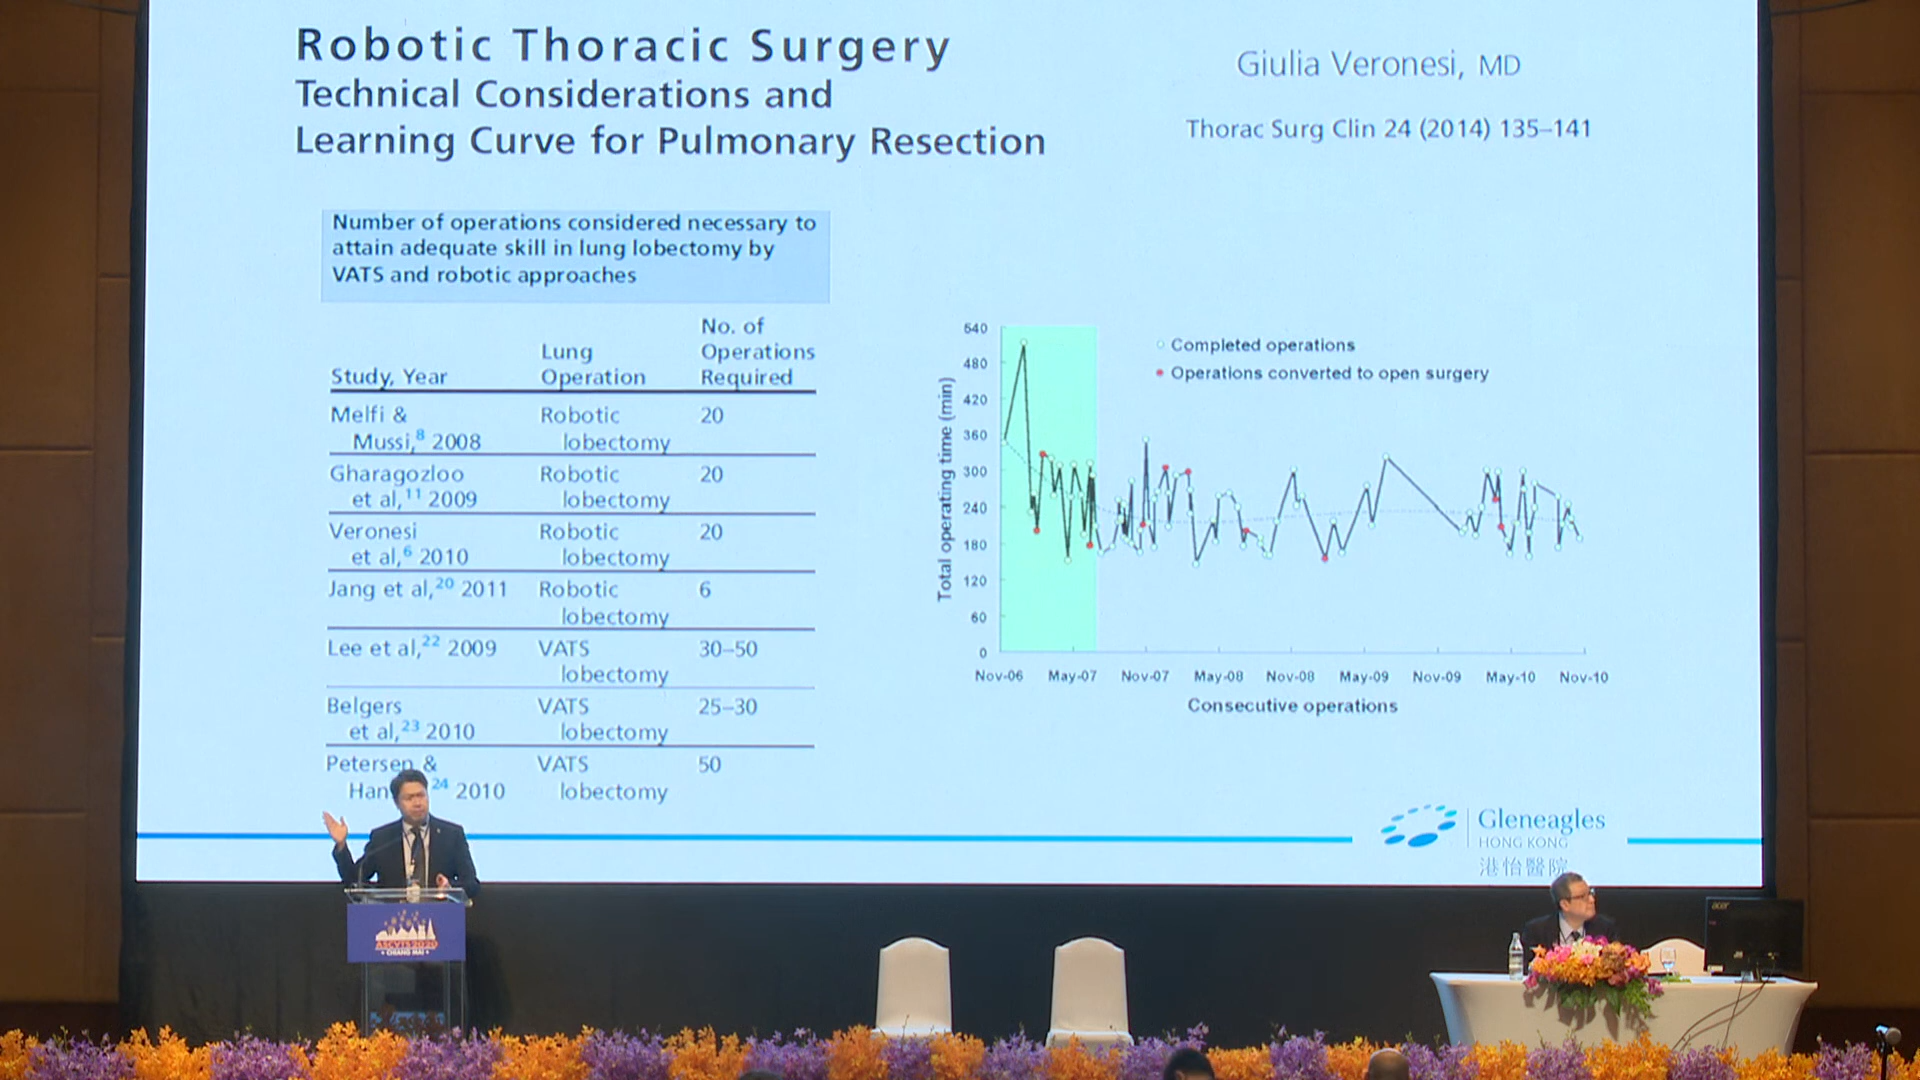 Robotic Thoracic Surgery
Technical Considerations and
Learning Curve for Pulmonary Resection
Giulia Veronesi, MD
Thorac Surg Clin 24 (2014) 135–141
Number of operations considered necessary to
attain adequate skill in lung lobectomy by
VATS and robotic approaches
Study, Year
Lung
Operation
No. of
Operations
Required
Melfi &
Mussi,8 2008
Robotic
lobectomy
20
Gharagozloo
et al,11 2009
Robotic
lobectomy
20
Veronesi
et al,6 2010
Robotic
lobectomy
20
Jang et al,20 2011
Robotic
lobectomy
6
Lee et al,22 2009
VATS
lobectomy
30–50
Belgers
et al,23 2010
VATS
lobectomy
25–30
Petersen &
24 2010
VATS
lobectomy
50
Completed operations
Operations converted to open surgery
Total operating time (min)
540
480
420
360
300
240
180
120
60
0
Nov-06 May-07 Nov-07 May-08 Nov-08 May-09 Nov-09 May-10 Nov-10
Consecutive operations
Gleneagles
HONG KONG
港怡醫院
ASCVTS 2020
• CHIANG MAI •
acer